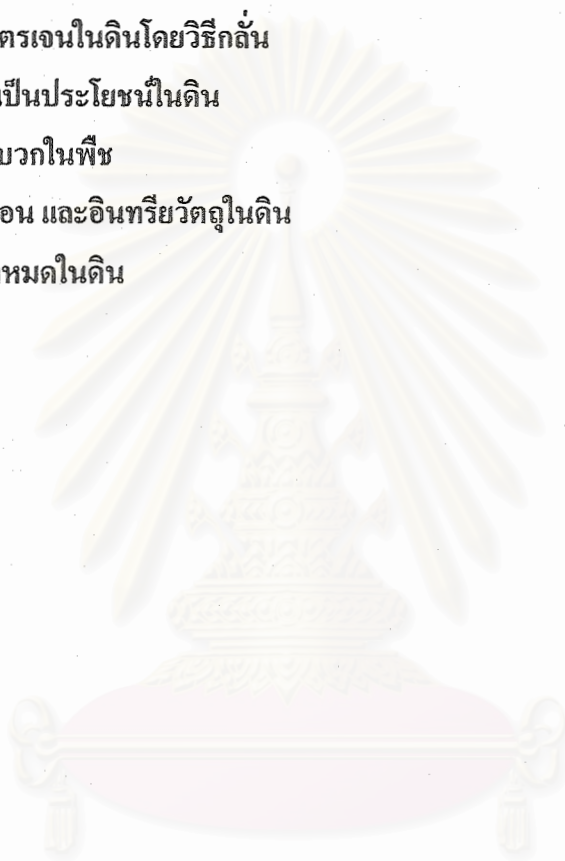 ตรเจนในดินโดยวิธีกลั่น
เป็นประโยชน์ในดิน
บวกในพืช
อน และอินทรียวัตถุในดิน
หมดในดิน